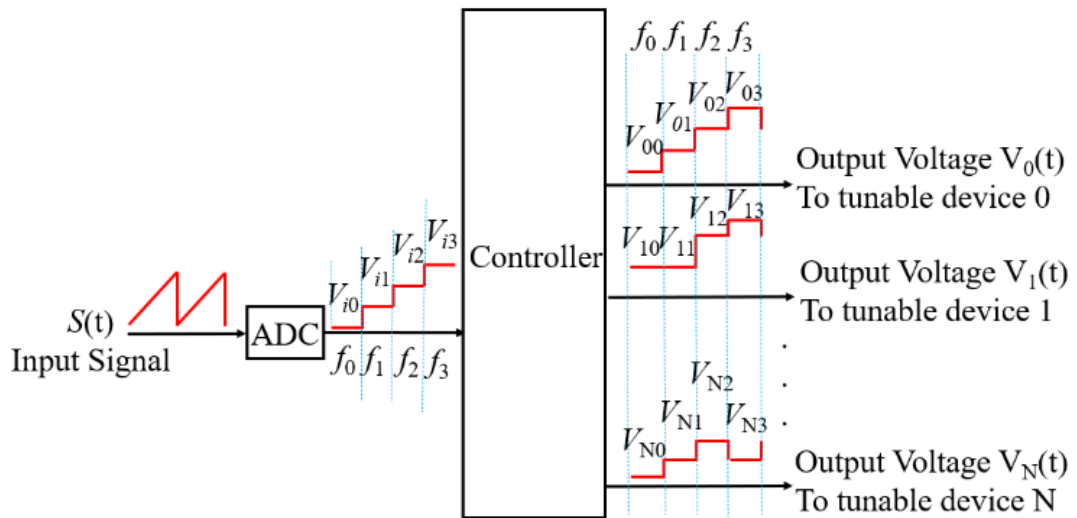 f0 f1 f2 f3
V00 V01 V02 V03
Output Voltage V0(t)
To tunable device 0
V10 V11 V12 V13
Output Voltage V1(t)
To tunable device 1
Controller
Vi0 Vi1 Vi2 Vi3
S(t)
Input Signal
ADC
f0 f1 f2 f3
VN0 VN1 VN2 VN3
Output Voltage VN(t)
To tunable device N